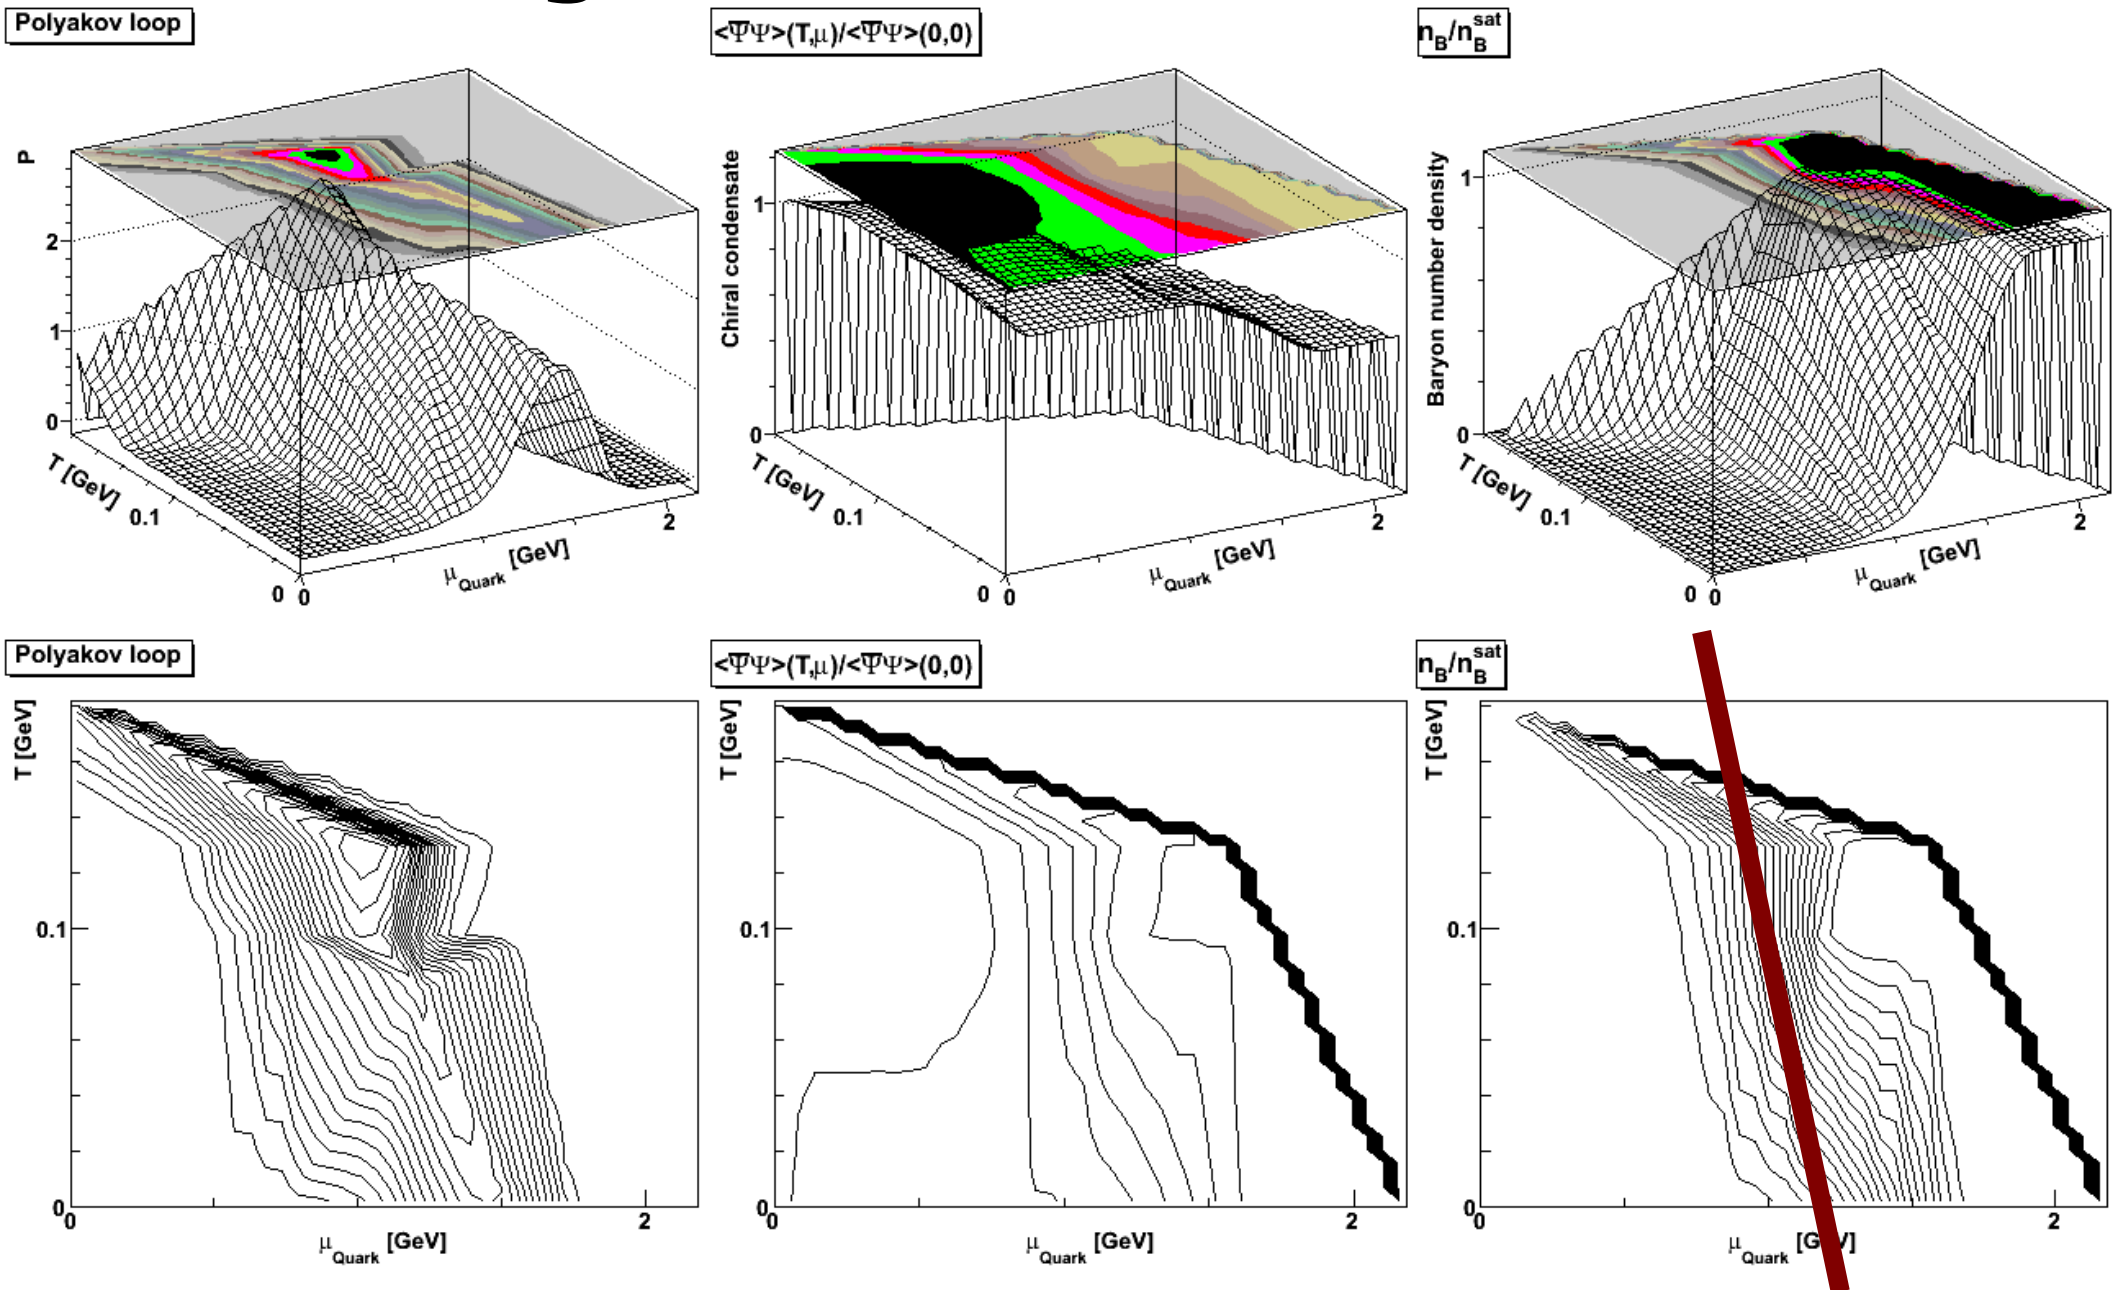 Polyakov loop
<Ψ̅Ψ>(T,μ)/<Ψ̅Ψ>(0,0)
n_B/n_B^sat
P
2
1
0
T [GeV]
0.1
0 0
μ_Quark [GeV]
2
Chiral condensate
1
0
T [GeV]
0.1
0 0
μ_Quark [GeV]
2
Baryon number density
1
0
T [GeV]
0.1
0 0
μ_Quark [GeV]
2
Polyakov loop
<Ψ̅Ψ>(T,μ)/<Ψ̅Ψ>(0,0)
n_B/n_B^sat
T [GeV]
0.1
0
0
2
μ_Quark [GeV]
T [GeV]
0.1
0
0
2
μ_Quark [GeV]
T [GeV]
0.1
0
0
2
μ_Quark [GeV]